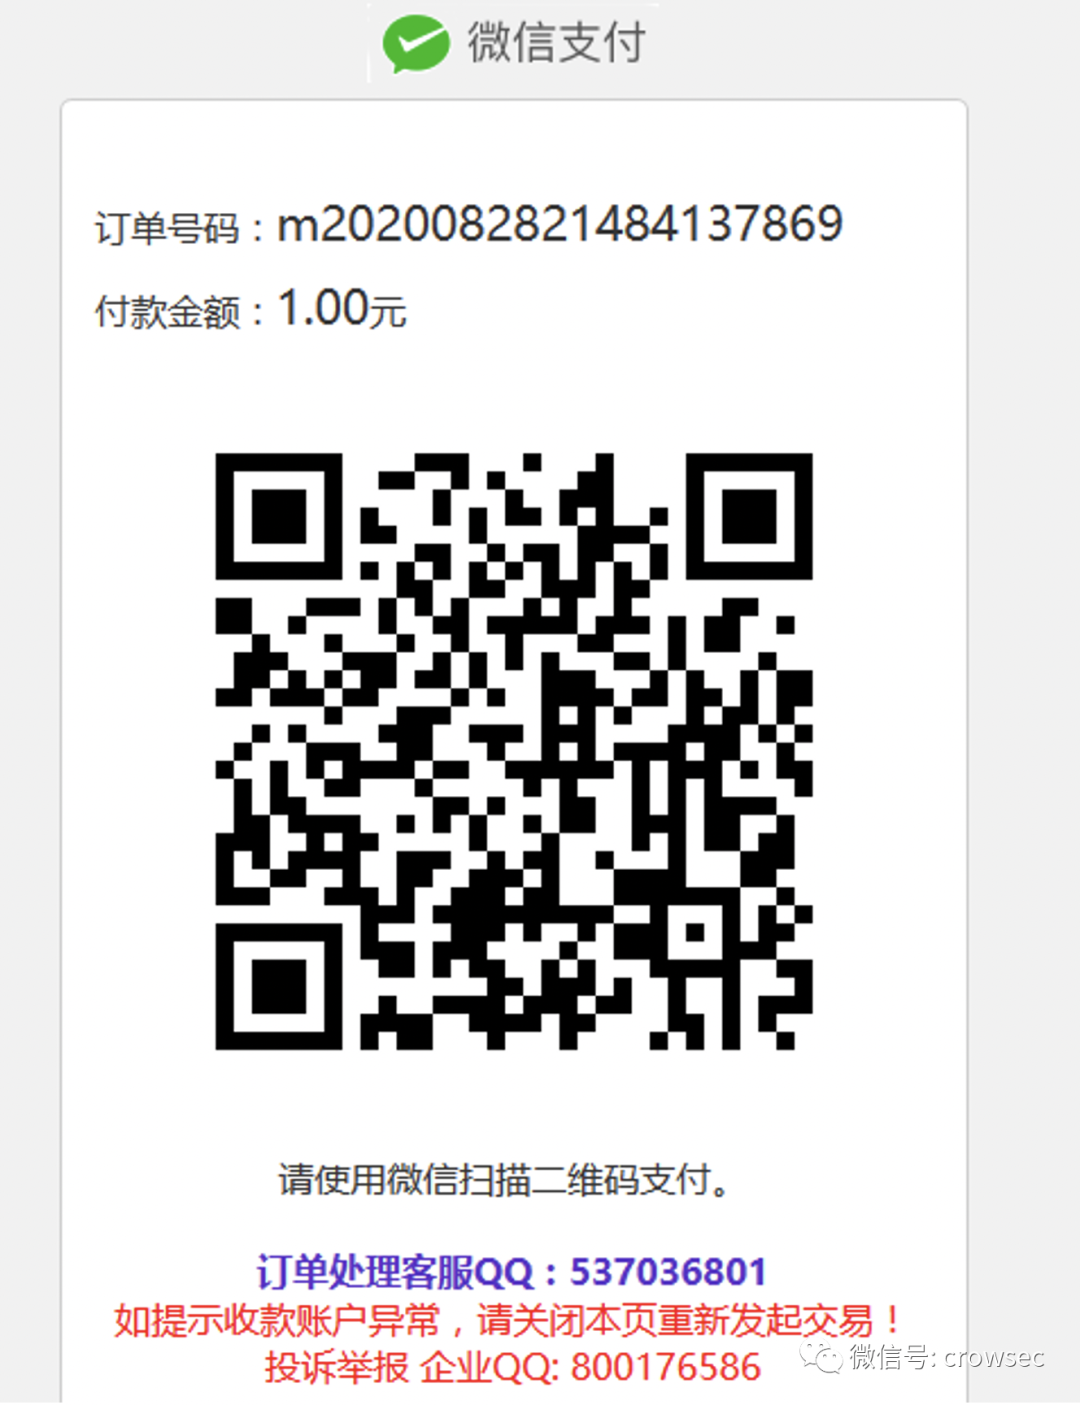 微信支付
订单号码：m2020082821484137869
付款金额：1.00元
请使用微信扫描二维码支付。
订单处理客服QQ：537036801
如提示收款账户异常，请关闭本页重新发起交易！
投诉举报 企业QQ: 800176586
微信号: crowsec